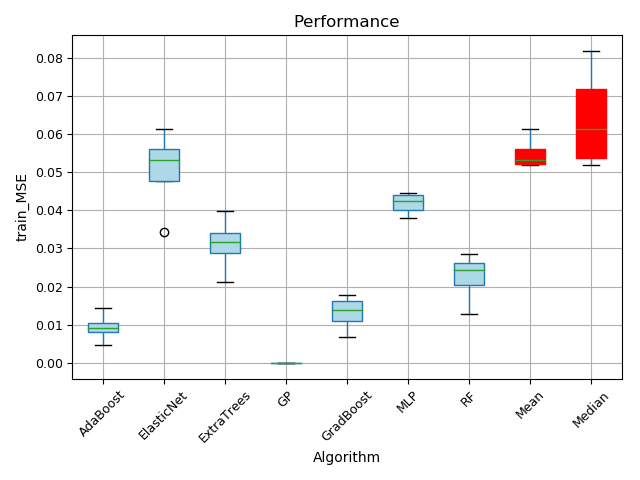 Performance
train_MSE
0.08
0.07
0.06
0.05
0.04
0.03
0.02
0.01
0.00
AdaBoost
ElasticNet
ExtraTrees
GP
GradBoost
MLP
RF
Mean
Median
Algorithm